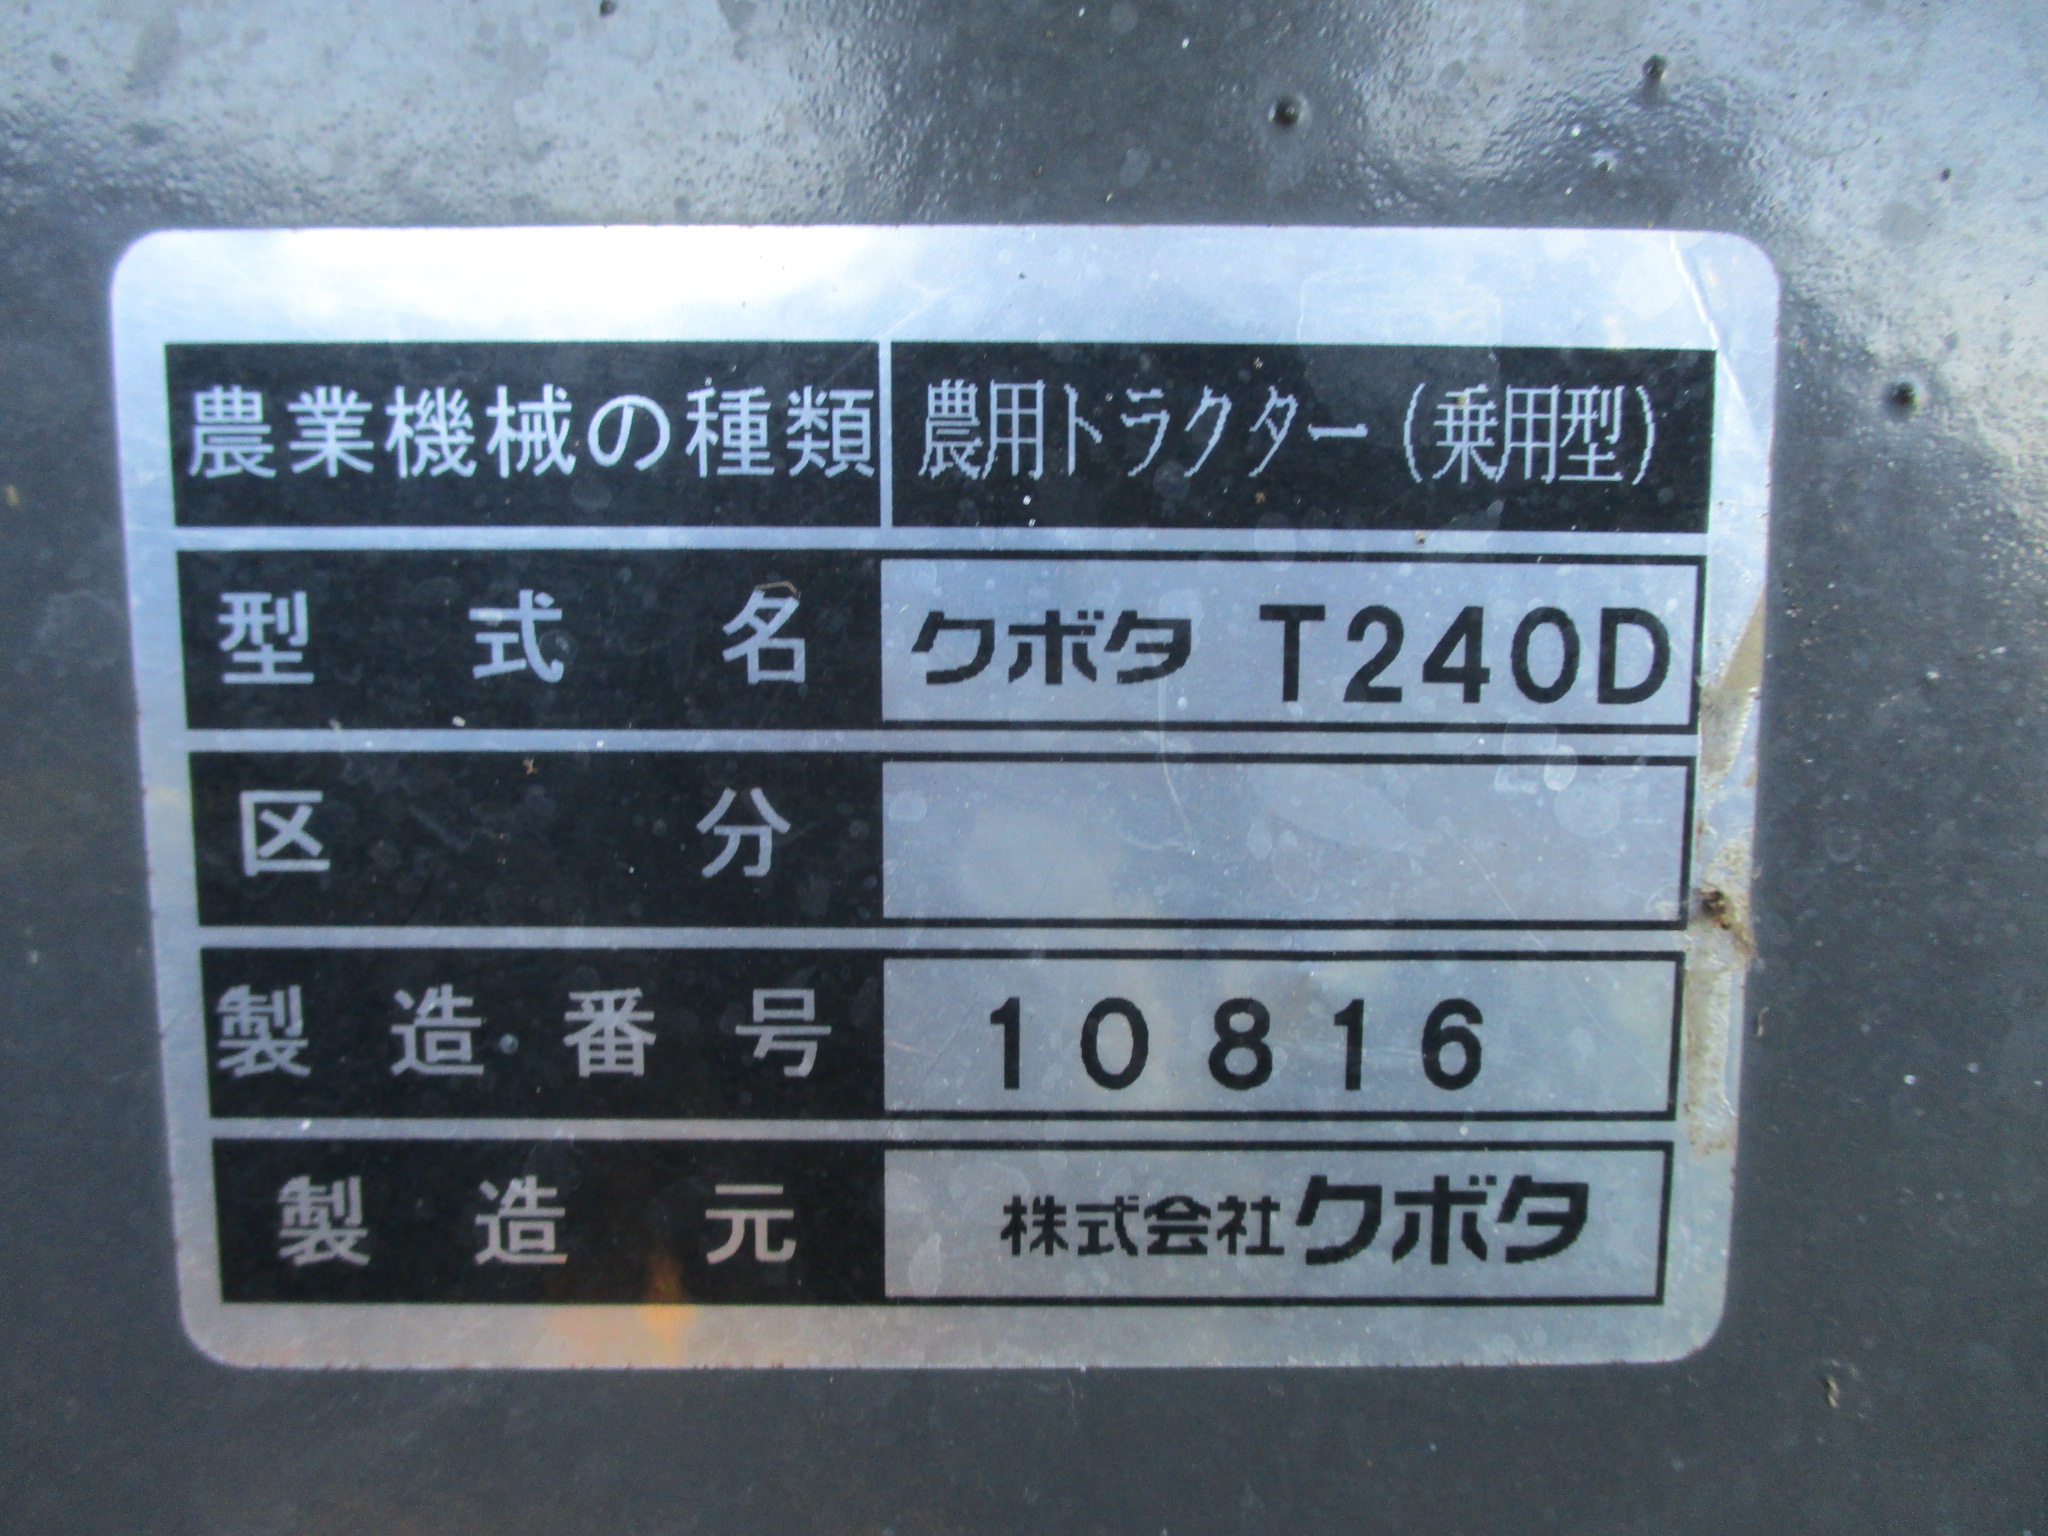 農業機械の種類 農用トラクター(乗用型)
型式名 クボタ T240D
区分
製造番号 10816
製造元 株式会社クボタ